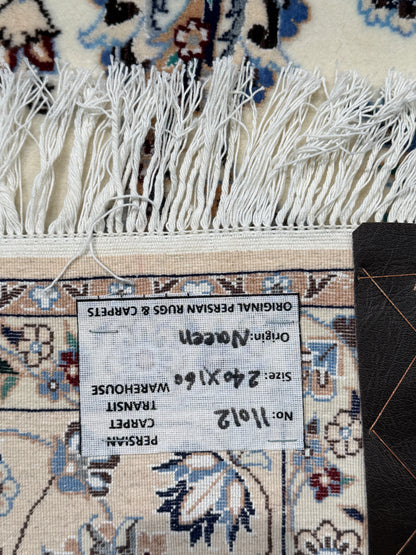 PERSIAN
CARPET
TRANSIT
WAREHOUSE
No: 11012
Size: 240x160
Origin: Naeen
ORIGINAL PERSIAN RUGS & CARPETS